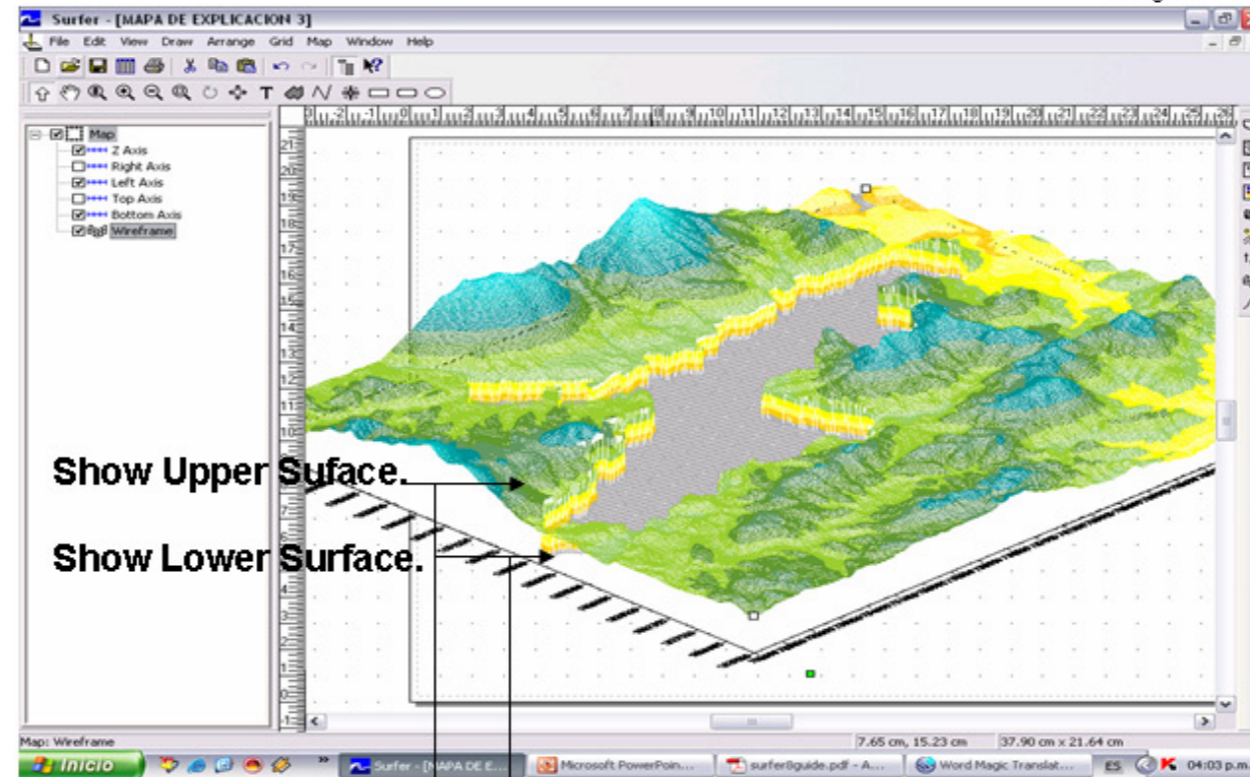 Surfer - [MAPA DE EXPLICACION 3]
File Edit View Draw Arrange Grid Map Window Help
T
Map
Z Axis
Right Axis
Left Axis
Top Axis
Bottom Axis
Wireframe
Show Upper Suface.
Show Lower Surface.
Map: Wireframe
7.65 cm, 15.23 cm
37.90 cm x 21.64 cm
Inicio
Surfer - [MAPA DE E...
Microsoft PowerPoin...
surfer8guide.pdf - A...
Word Magic Translat...
ES
04:03 p.m.